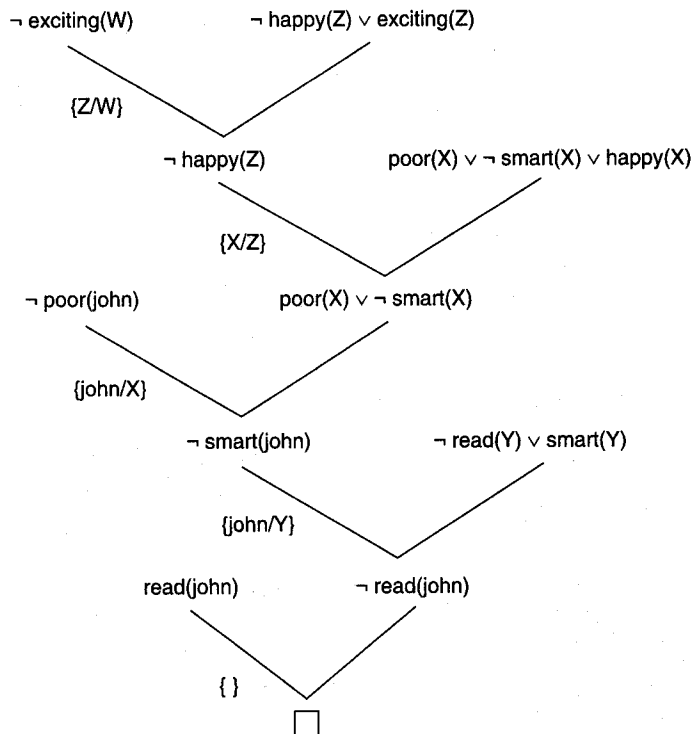 ¬ exciting(W) ¬ happy(Z) ∨ exciting(Z)
{Z/W}
¬ happy(Z) poor(X) ∨ ¬ smart(X) ∨ happy(X)
{X/Z}
¬ poor(john) poor(X) ∨ ¬ smart(X)
{john/X}
¬ smart(john) ¬ read(Y) ∨ smart(Y)
{john/Y}
read(john) ¬ read(john)
{ }